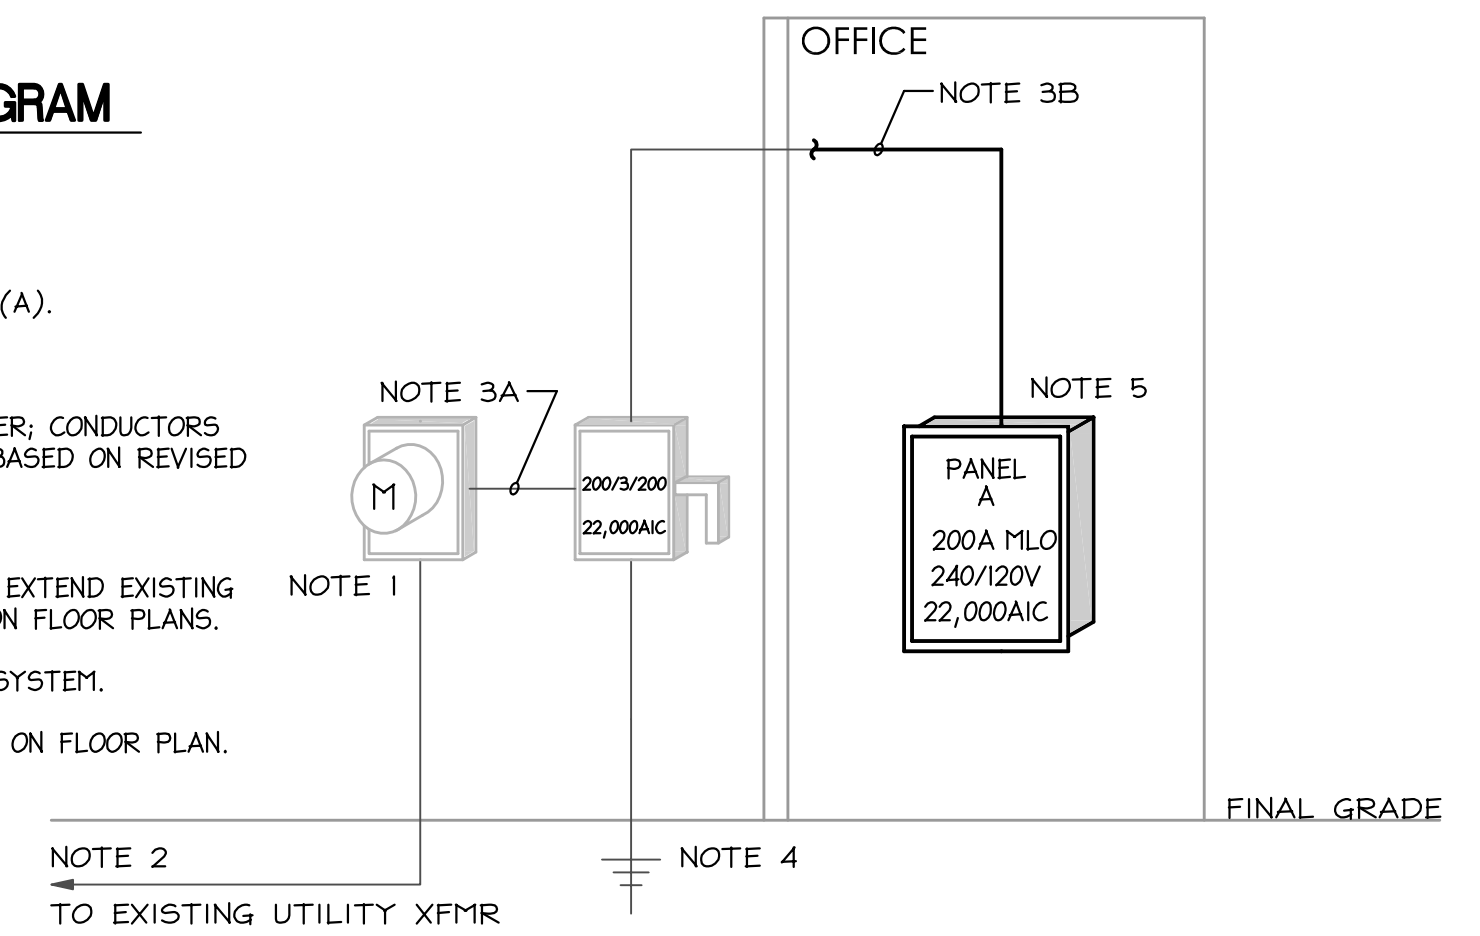 GRAM
OFFICE
NOTE 3B
(A).
NOTE 3A
NOTE 5
ER; CONDUCTORS
BASED ON REVISED
PANEL
A
200A MLO
240/120V
22,000AIC
M
200/3/200
22,000AIC
NOTE 1
EXTEND EXISTING
ON FLOOR PLANS.
SYSTEM.
ON FLOOR PLAN.
FINAL GRADE
NOTE 2
NOTE 4
TO EXISTING UTILITY XFMR